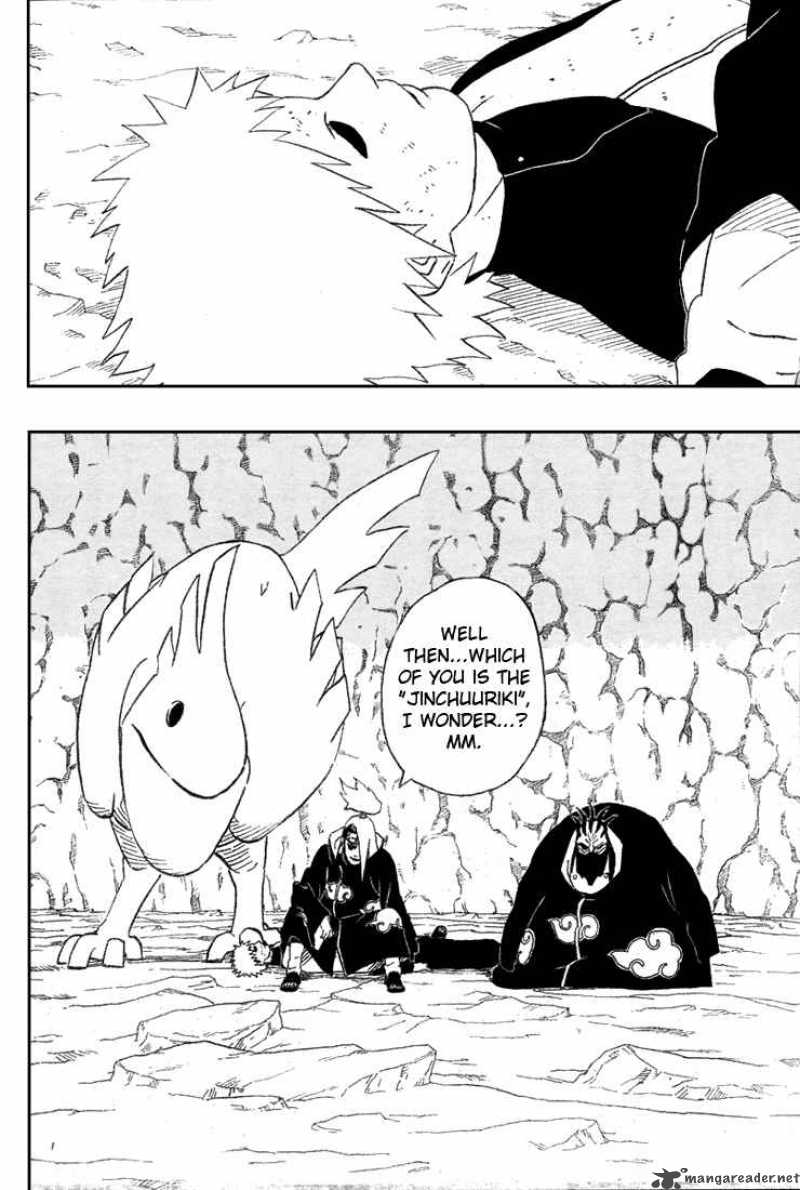 WELL
THEN...WHICH
OF YOU IS THE
"JINCHUURIKI",
I WONDER...?
MM.
mangareader.net